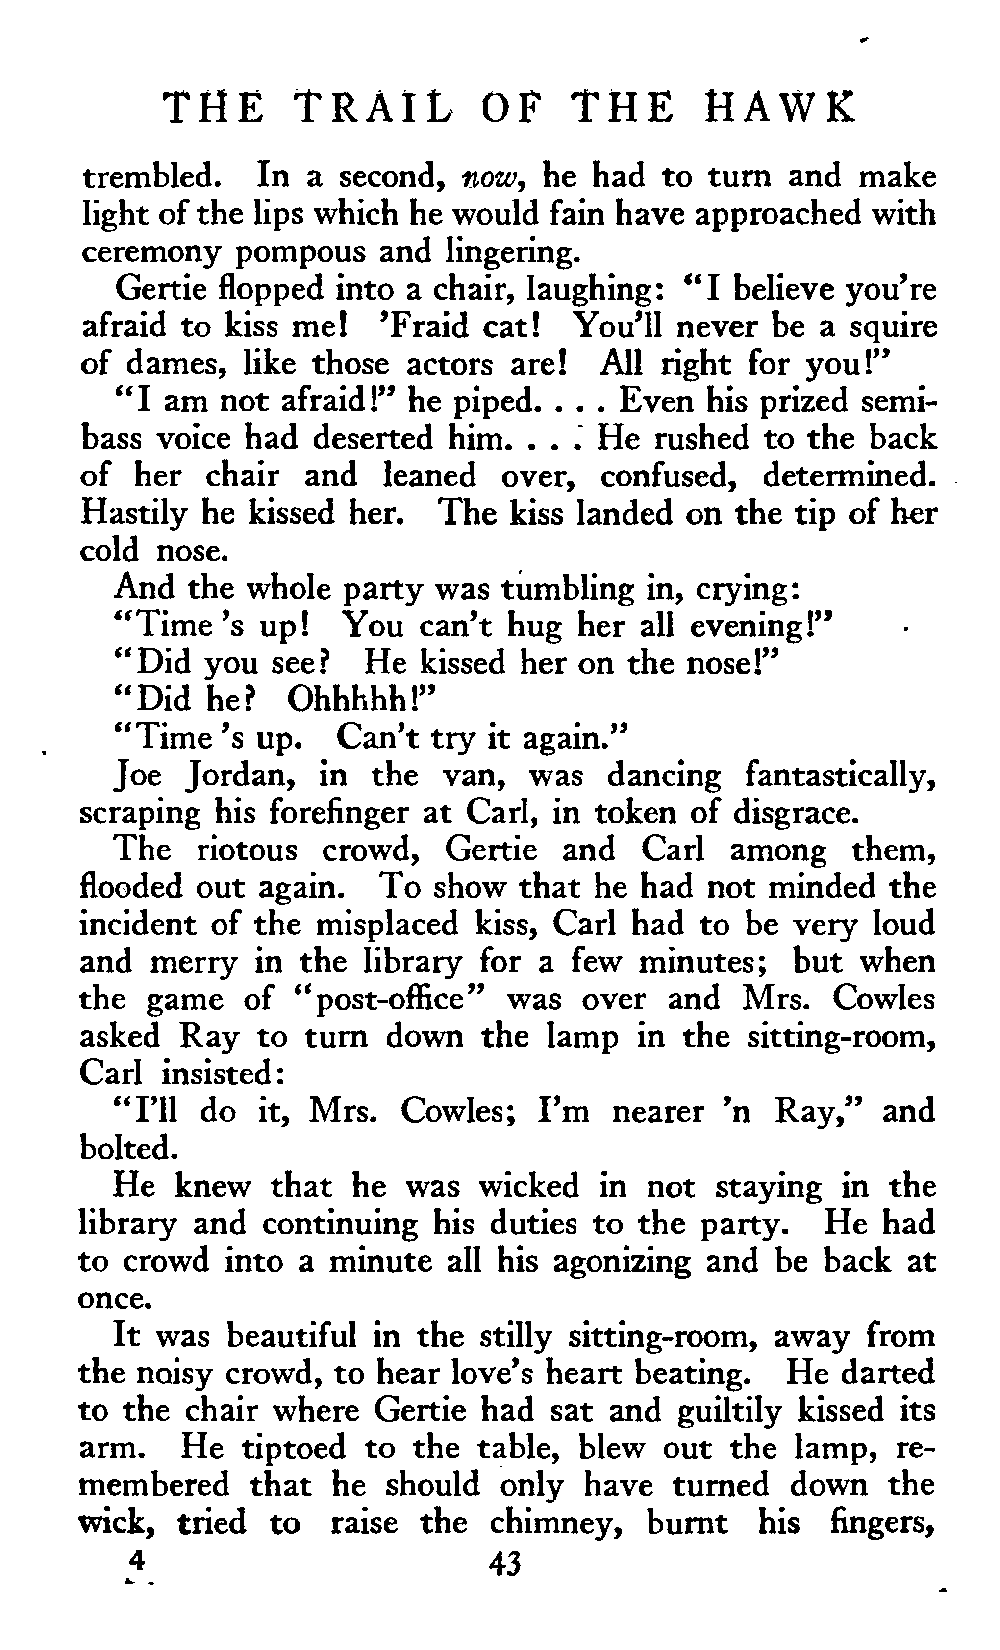 THE TRAIL OF THE HAWK
trembled. In a second, now, he had to turn and make
light of the lips which he would fain have approached with
ceremony pompous and lingering.
Gertie flopped into a chair, laughing: "I believe you're
afraid to kiss me! 'Fraid cat! You'll never be a squire
of dames, like those actors are! All right for you!"
"I am not afraid!" he piped. . . . Even his prized semi-
bass voice had deserted him. . . . He rushed to the back
of her chair and leaned over, confused, determined.
Hastily he kissed her. The kiss landed on the tip of her
cold nose.
And the whole party was tumbling in, crying:
"Time 's up! You can't hug her all evening!"
"Did you see? He kissed her on the nose!"
"Did he? Ohhhhh!"
"Time 's up. Can't try it again."
Joe Jordan, in the van, was dancing fantastically,
scraping his forefinger at Carl, in token of disgrace.
The riotous crowd, Gertie and Carl among them,
flooded out again. To show that he had not minded the
incident of the misplaced kiss, Carl had to be very loud
and merry in the library for a few minutes; but when
the game of "post-office" was over and Mrs. Cowles
asked Ray to turn down the lamp in the sitting-room,
Carl insisted:
"I'll do it, Mrs. Cowles; I'm nearer 'n Ray," and
bolted.
He knew that he was wicked in not staying in the
library and continuing his duties to the party. He had
to crowd into a minute all his agonizing and be back at
once.
It was beautiful in the stilly sitting-room, away from
the noisy crowd, to hear love's heart beating. He darted
to the chair where Gertie had sat and guiltily kissed its
arm. He tiptoed to the table, blew out the lamp, re-
membered that he should only have turned down the
wick, tried to raise the chimney, burnt his fingers,
4 43